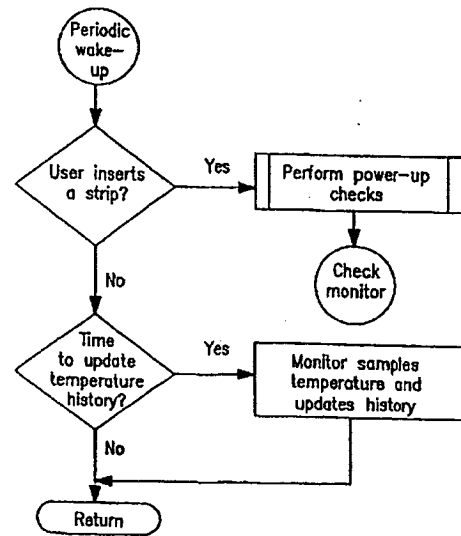 Periodic
wake-
up
User inserts
a strip?
Yes
Perform power-up
checks
No
Check
monitor
Time
to update
temperature
history?
Yes
Monitor samples
temperature and
updates history
No
Return